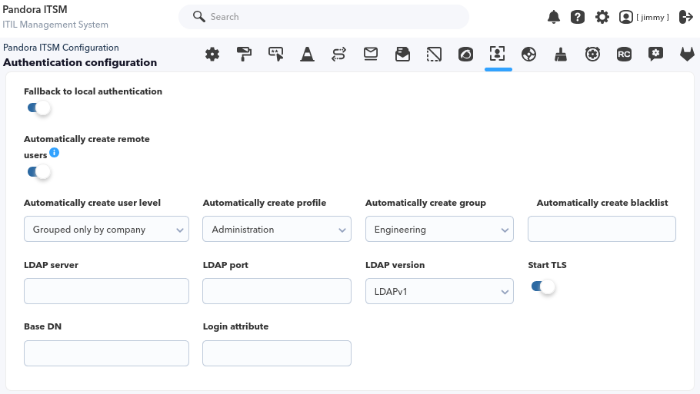 Pandora ITSM
ITIL Management System
Search
[ jimmy ]
Pandora ITSM Configuration
Authentication configuration
RC
Fallback to local authentication
Automatically create remote
users
Automatically create user level
Automatically create profile
Automatically create group
Automatically create blacklist
Grouped only by company
Administration
Engineering
LDAP server
LDAP port
LDAP version
Start TLS
LDAPv1
Base DN
Login attribute